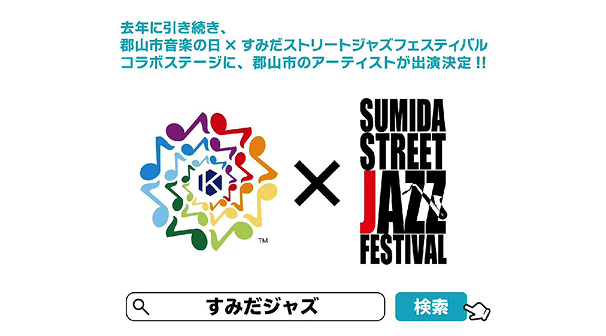 去年に引き続き、
郡山市音楽の日×すみだストリートジャズフェスティバル
コラボステージに、郡山市のアーティストが出演決定!!
K
TM
×
SUMIDA
STREET
JAZZ
FESTIVAL
すみだジャズ
検索